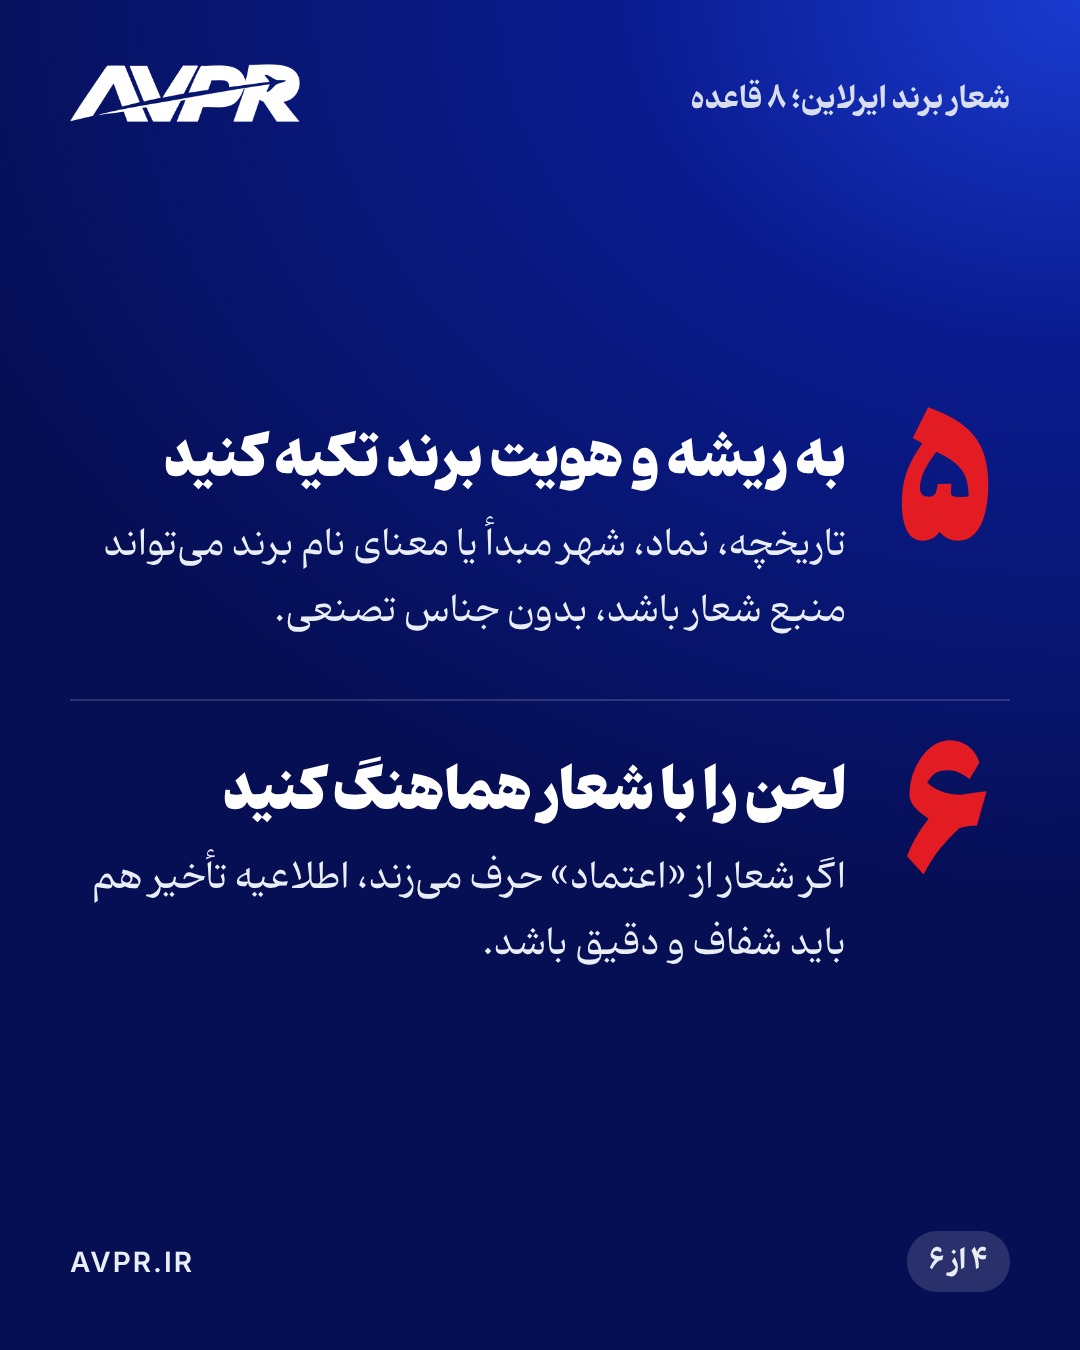 شعار برند ایرلاین؛ ۸ قاعده
AVPR
۵
به ریشه و هویت برند تکیه کنید
تاریخچه، نماد، شهر مبدأ یا معنای نام برند می‌تواند
منبع شعار باشد، بدون جناس تصنعی.
۶
لحن را با شعار هماهنگ کنید
اگر شعار از «اعتماد» حرف می‌زند، اطلاعیه تأخیر هم
باید شفاف و دقیق باشد.
۴ از ۶
AVPR.IR